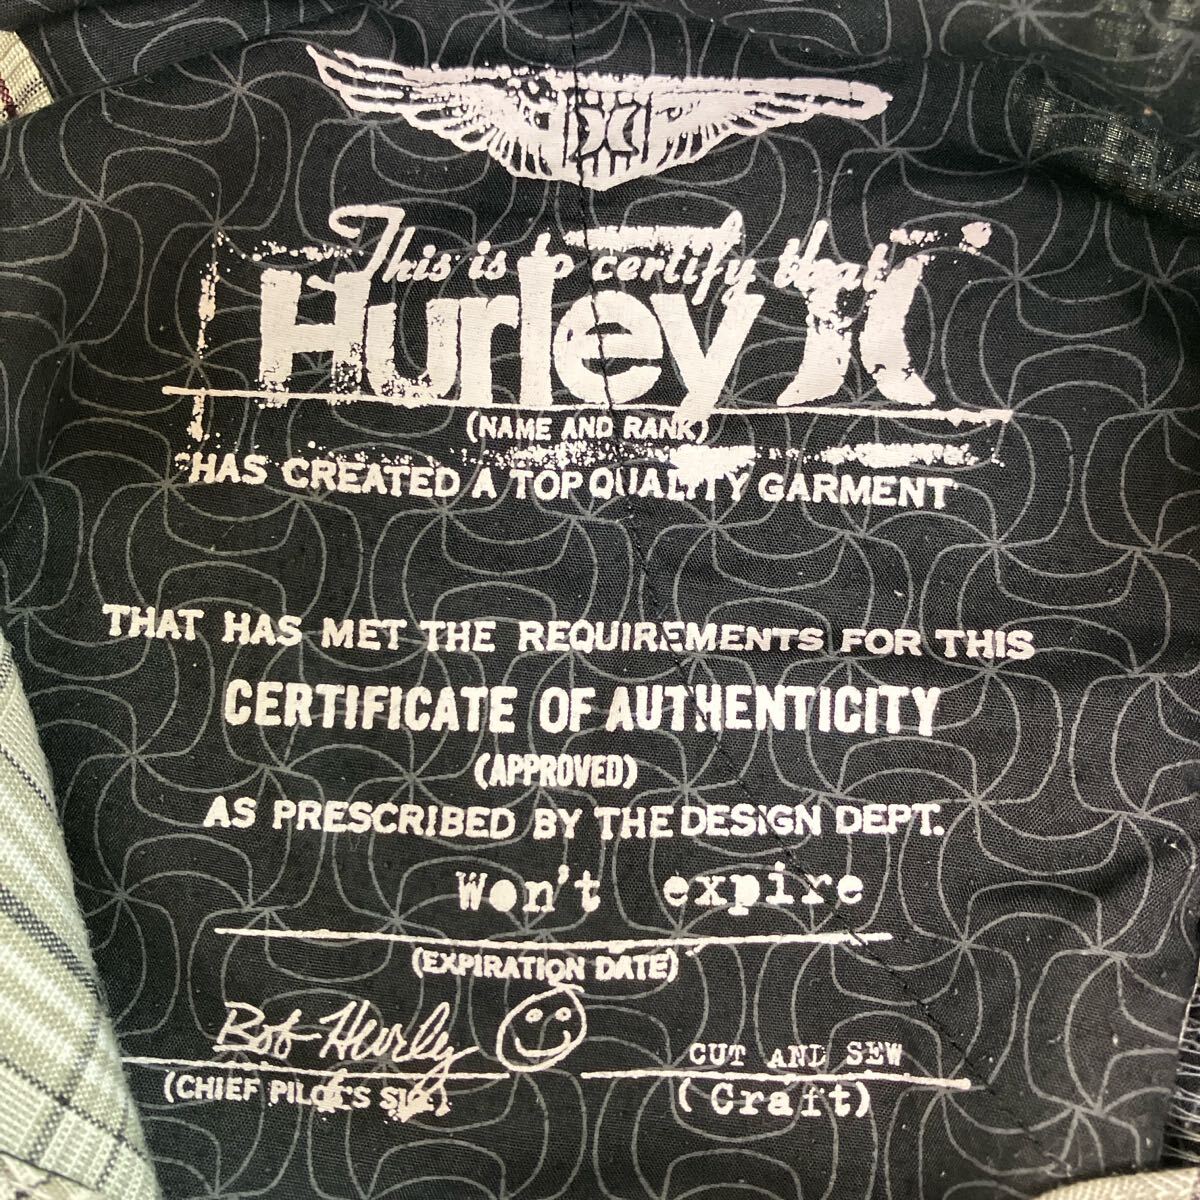 This is to certify that
Hurley
(NAME AND RANK)
HAS CREATED A TOP QUALITY GARMENT
THAT HAS MET THE REQUIREMENTS FOR THIS
CERTIFICATE OF AUTHENTICITY
(APPROVED)
AS PRESCRIBED BY THE DESIGN DEPT.
Won't expire
(EXPIRATION DATE)
Bob Hurley
(CHIEF PILOT'S SIG.)
CUT AND SEW
(Craft)